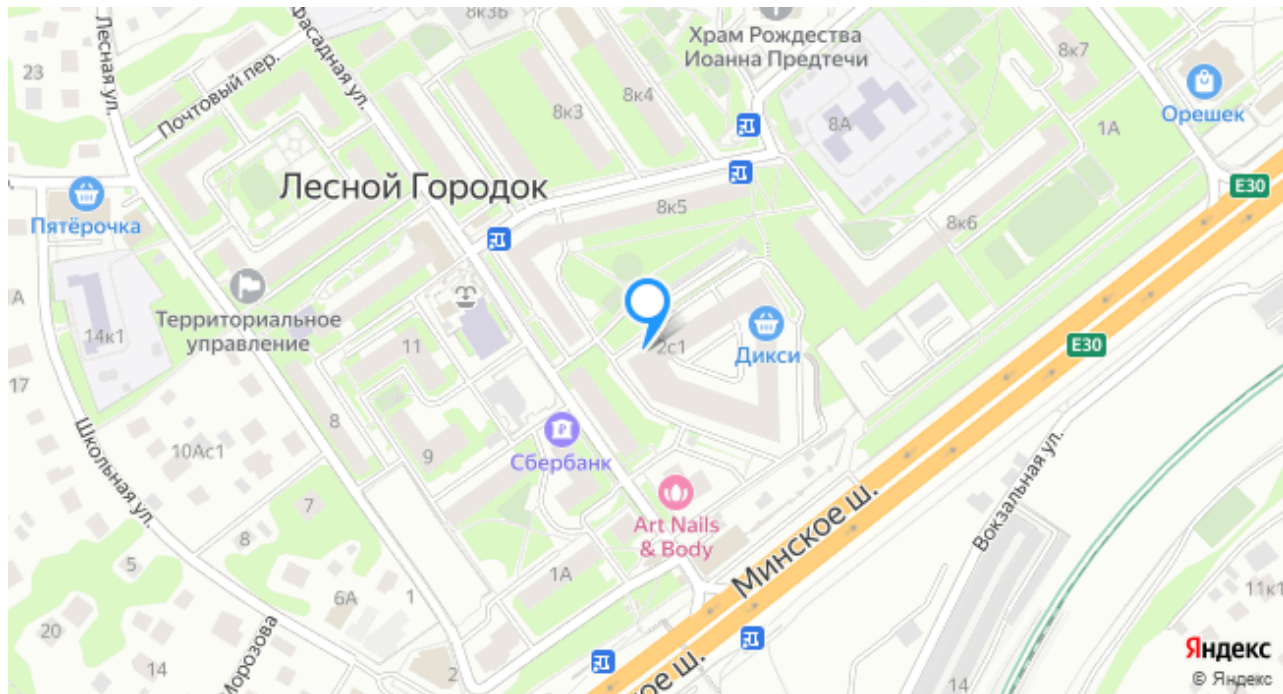 8к3Б
Храм Рождества
Иоанна Предтечи
Лесная ул.
Фасадная ул.
23
Почтовый пер.
8к7
8к4
8к3
8А
Орешек
1А
E30
Лесной Городок
Пятёрочка
8к5
8к6
А
Территориальное
управление
14к1
11
2с1
Дикси
E30
17
8
10Ас1
9
Сбербанк
Школьная ул.
7
Art Nails
& Body
Вокзальная ул.
8
Минское ш.
5
1А
6А
1
11к1
20
Морозова
14
2
ское ш.
14
Яндекс
© Яндекс